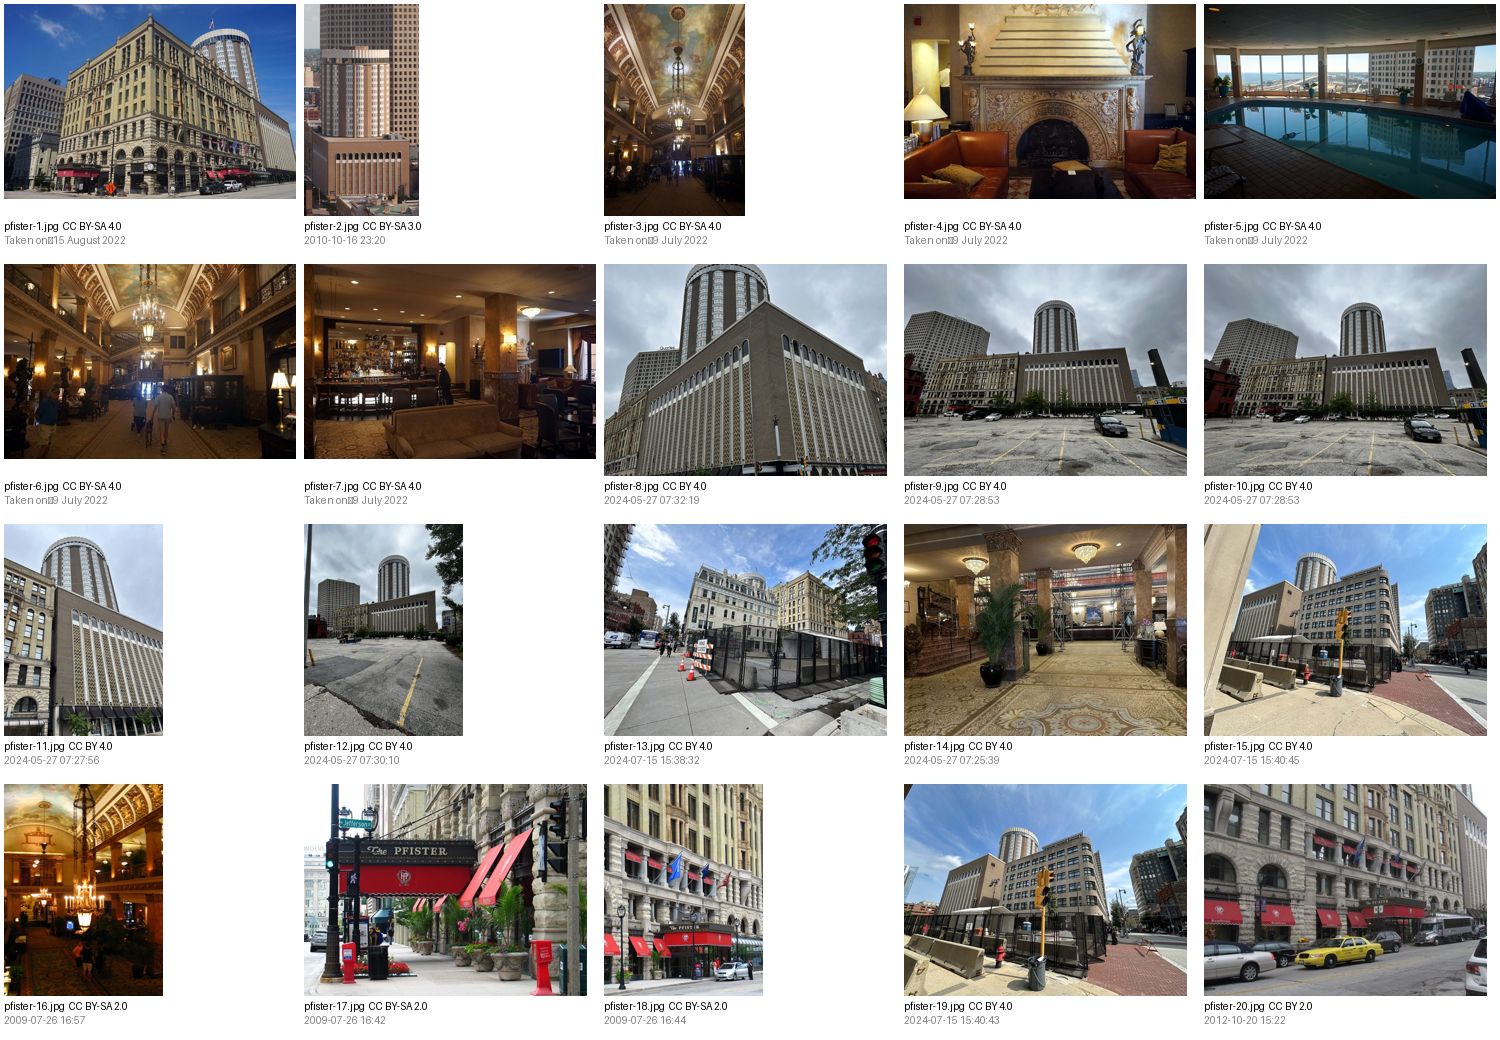 pfister-1.jpg CC BY-SA 4.0
Taken on 15 August 2022
pfister-2.jpg CC BY-SA 3.0
2010-10-16 23:20
pfister-3.jpg CC BY-SA 4.0
Taken on 9 July 2022
pfister-4.jpg CC BY-SA 4.0
Taken on 9 July 2022
pfister-5.jpg CC BY-SA 4.0
Taken on 9 July 2022
pfister-6.jpg CC BY-SA 4.0
Taken on 9 July 2022
pfister-7.jpg CC BY-SA 4.0
Taken on 9 July 2022
pfister-8.jpg CC BY 4.0
2024-05-27 07:32:19
pfister-9.jpg CC BY 4.0
2024-05-27 07:28:53
pfister-10.jpg CC BY 4.0
2024-05-27 07:28:53
pfister-11.jpg CC BY 4.0
2024-05-27 07:27:56
pfister-12.jpg CC BY 4.0
2024-05-27 07:30:10
pfister-13.jpg CC BY 4.0
2024-07-15 15:38:32
pfister-14.jpg CC BY 4.0
2024-05-27 07:25:39
pfister-15.jpg CC BY 4.0
2024-07-15 15:40:45
Jefferson
The PFISTER
PFISTER
pfister-16.jpg CC BY-SA 2.0
2009-07-26 16:57
pfister-17.jpg CC BY-SA 2.0
2009-07-26 16:42
pfister-18.jpg CC BY-SA 2.0
2009-07-26 16:44
pfister-19.jpg CC BY 4.0
2024-07-15 15:40:43
pfister-20.jpg CC BY 2.0
2012-10-20 15:22